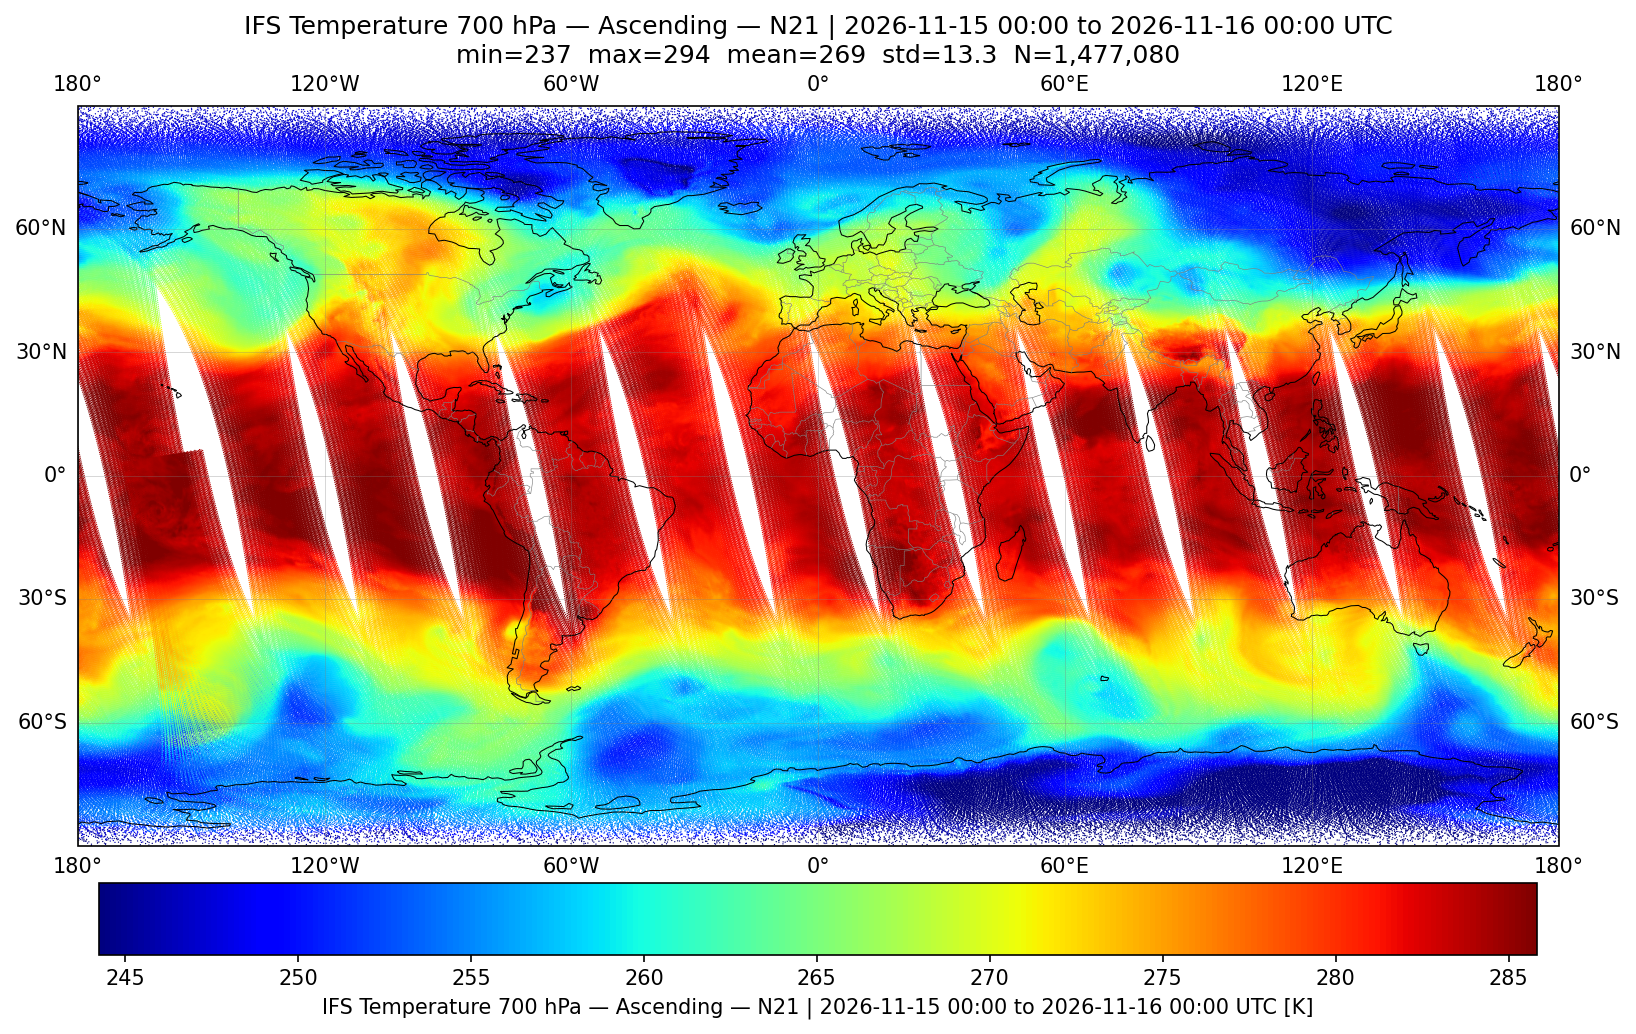 IFS Temperature 700 hPa — Ascending — N21 | 2026-11-15 00:00 to 2026-11-16 00:00 UTC
min=237 max=294 mean=269 std=13.3 N=1,477,080
180° 120°W 60°W 0° 60°E 120°E 180°
60°N 60°N
30°N 30°N
0° 0°
30°S 30°S
60°S 60°S
180° 120°W 60°W 0° 60°E 120°E 180°
245 250 255 260 265 270 275 280 285
IFS Temperature 700 hPa — Ascending — N21 | 2026-11-15 00:00 to 2026-11-16 00:00 UTC [K]